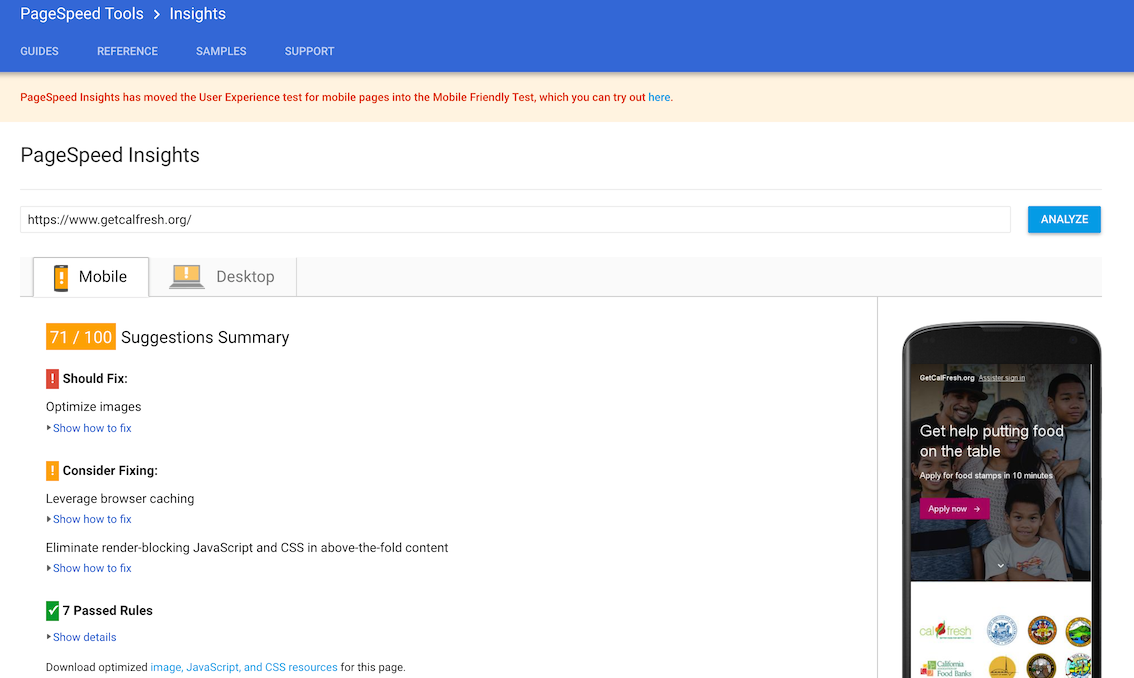 PageSpeed Tools > Insights
GUIDES REFERENCE SAMPLES SUPPORT
PageSpeed Insights has moved the User Experience test for mobile pages into the Mobile Friendly Test, which you can try out here.
PageSpeed Insights
https://www.getcalfresh.org/
ANALYZE
Mobile
Desktop
71 / 100 Suggestions Summary
! Should Fix:
Optimize images
Show how to fix
! Consider Fixing:
Leverage browser caching
Show how to fix
Eliminate render-blocking JavaScript and CSS in above-the-fold content
Show how to fix
7 Passed Rules
Show details
Download optimized image, JavaScript, and CSS resources for this page.
GetCalFresh.org Assister sign in
Get help putting food
on the table
Apply for food stamps in 10 minutes
Apply now →
calfresh
California
Food Banks